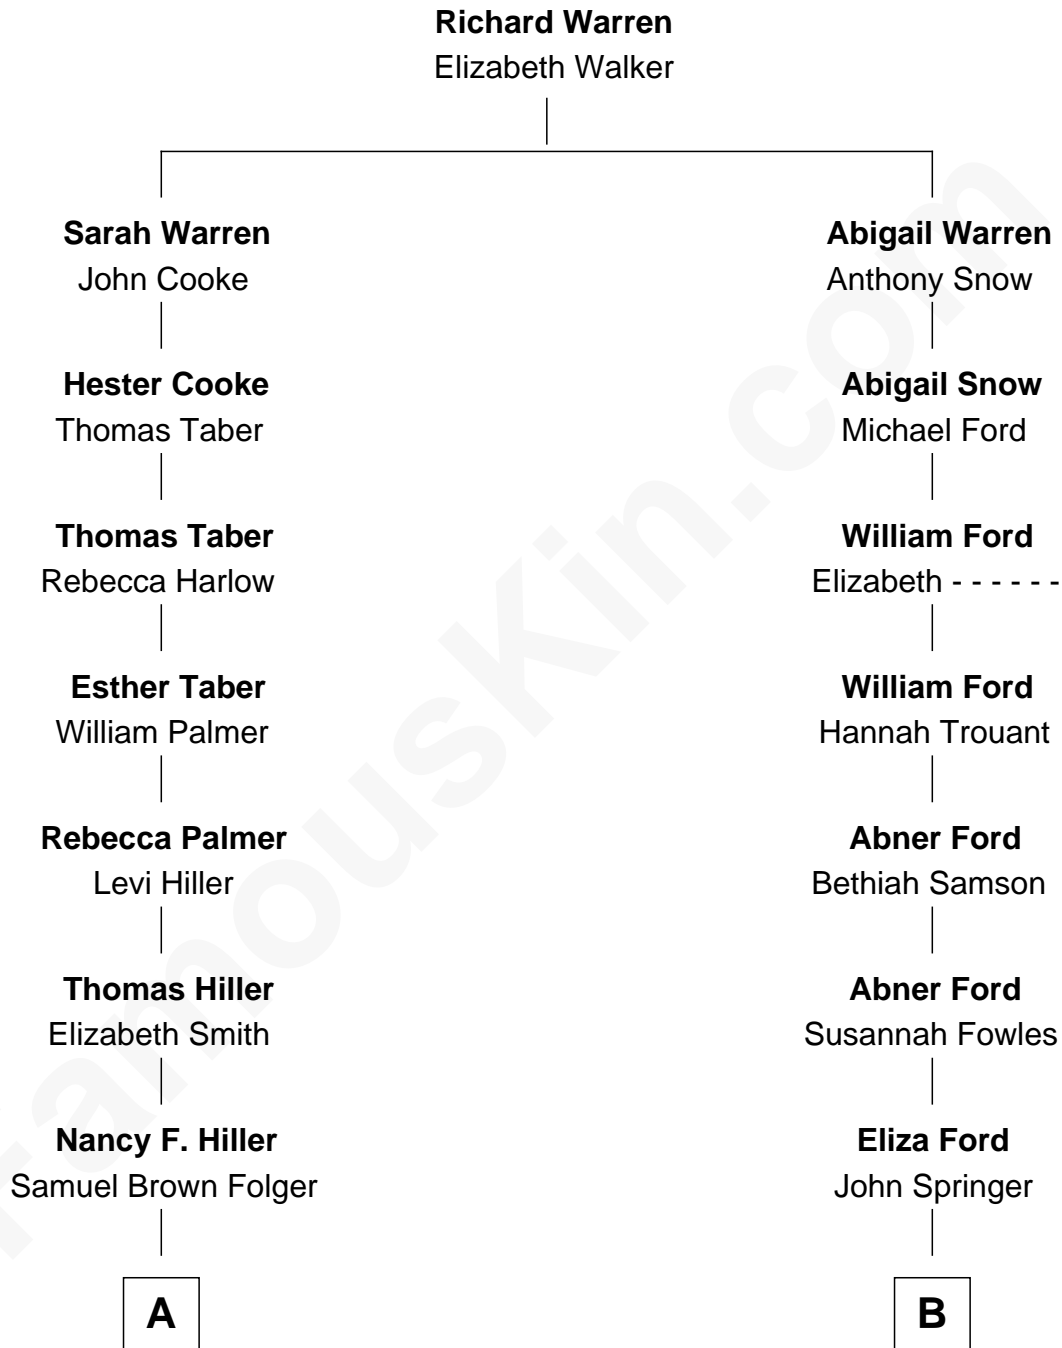 Richard Warren
Elizabeth Walker
Sarah Warren
John Cooke
Abigail Warren
Anthony Snow
Hester Cooke
Thomas Taber
Abigail Snow
Michael Ford
Thomas Taber
Rebecca Harlow
William Ford
Elizabeth - - - - - -
Esther Taber
William Palmer
William Ford
Hannah Trouant
Rebecca Palmer
Levi Hiller
Abner Ford
Bethiah Samson
Thomas Hiller
Elizabeth Smith
Abner Ford
Susannah Fowles
Nancy F. Hiller
Samuel Brown Folger
Eliza Ford
John Springer
A
B
FamousKin.com